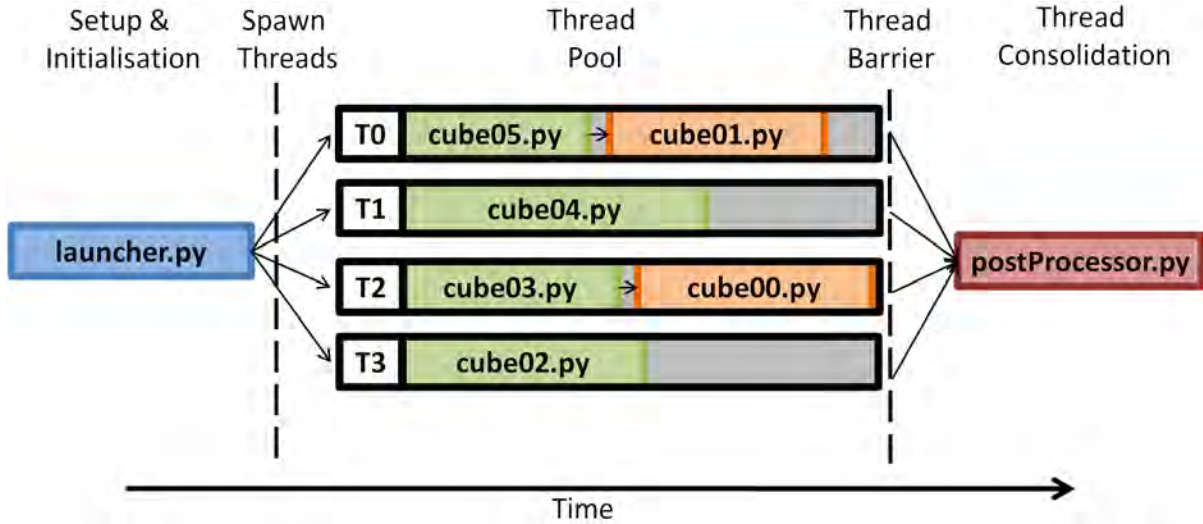 Setup &
Initialisation
Spawn
Threads
Thread
Pool
Thread
Barrier
Thread
Consolidation
T0 cube05.py cube01.py
T1 cube04.py
launcher.py
postProcessor.py
T2 cube03.py cube00.py
T3 cube02.py
Time